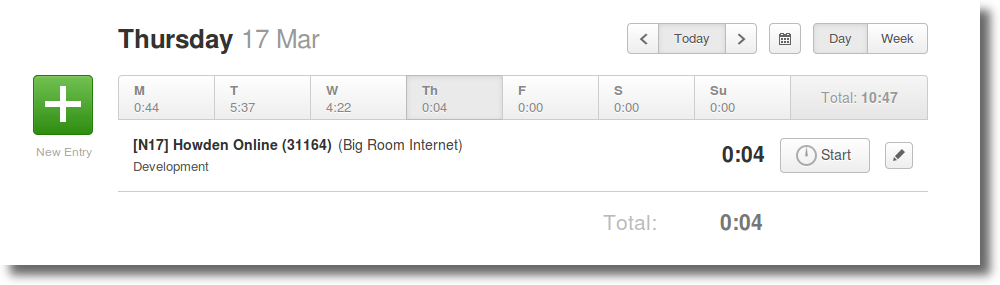 Thursday 17 Mar
Today
Day Week
New Entry
M T W Th F S Su
0:44 5:37 4:22 0:04 0:00 0:00 0:00 Total: 10:47
[N17] Howden Online (31164) (Big Room Internet)
Development
0:04 Start
Total: 0:04